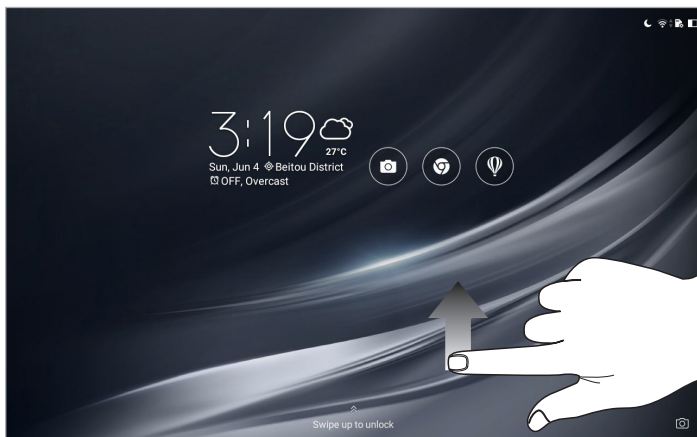 3:19
27°C
Sun, Jun 4 Beitou District
OFF, Overcast
Swipe up to unlock